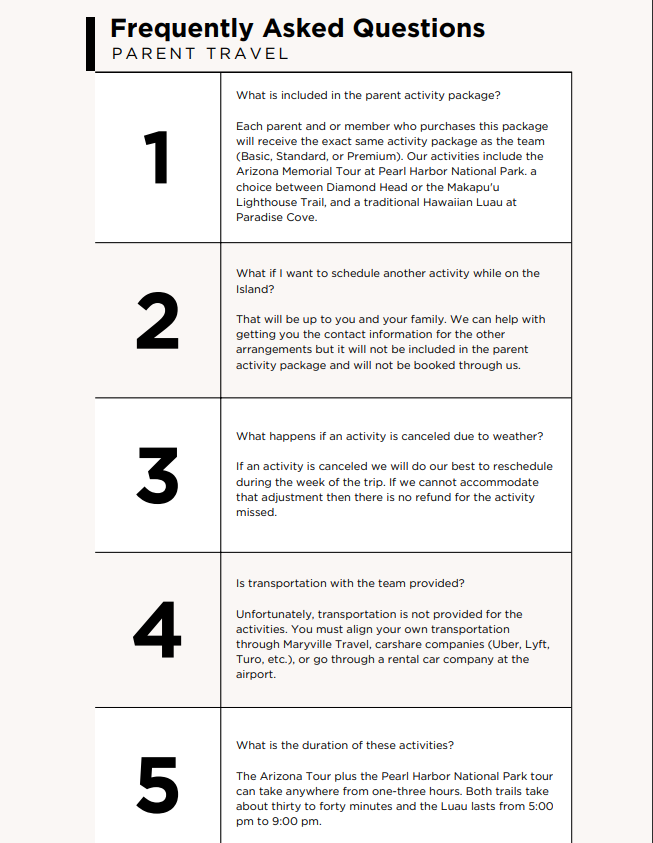 Frequently Asked Questions
PARENT TRAVEL
1
What is included in the parent activity package?
Each parent and or member who purchases this package
will receive the exact same activity package as the team
(Basic, Standard, or Premium). Our activities include the
Arizona Memorial Tour at Pearl Harbor National Park. a
choice between Diamond Head or the Makapu'u
Lighthouse Trail, and a traditional Hawaiian Luau at
Paradise Cove.
2
What if I want to schedule another activity while on the
Island?
That will be up to you and your family. We can help with
getting you the contact information for the other
arrangements but it will not be included in the parent
activity package and will not be booked through us.
3
What happens if an activity is canceled due to weather?
If an activity is canceled we will do our best to reschedule
during the week of the trip. If we cannot accommodate
that adjustment then there is no refund for the activity
missed.
4
Is transportation with the team provided?
Unfortunately, transportation is not provided for the
activities. You must align your own transportation
through Maryville Travel, carshare companies (Uber, Lyft,
Turo, etc.), or go through a rental car company at the
airport.
5
What is the duration of these activities?
The Arizona Tour plus the Pearl Harbor National Park tour
can take anywhere from one-three hours. Both trails take
about thirty to forty minutes and the Luau lasts from 5:00
pm to 9:00 pm.